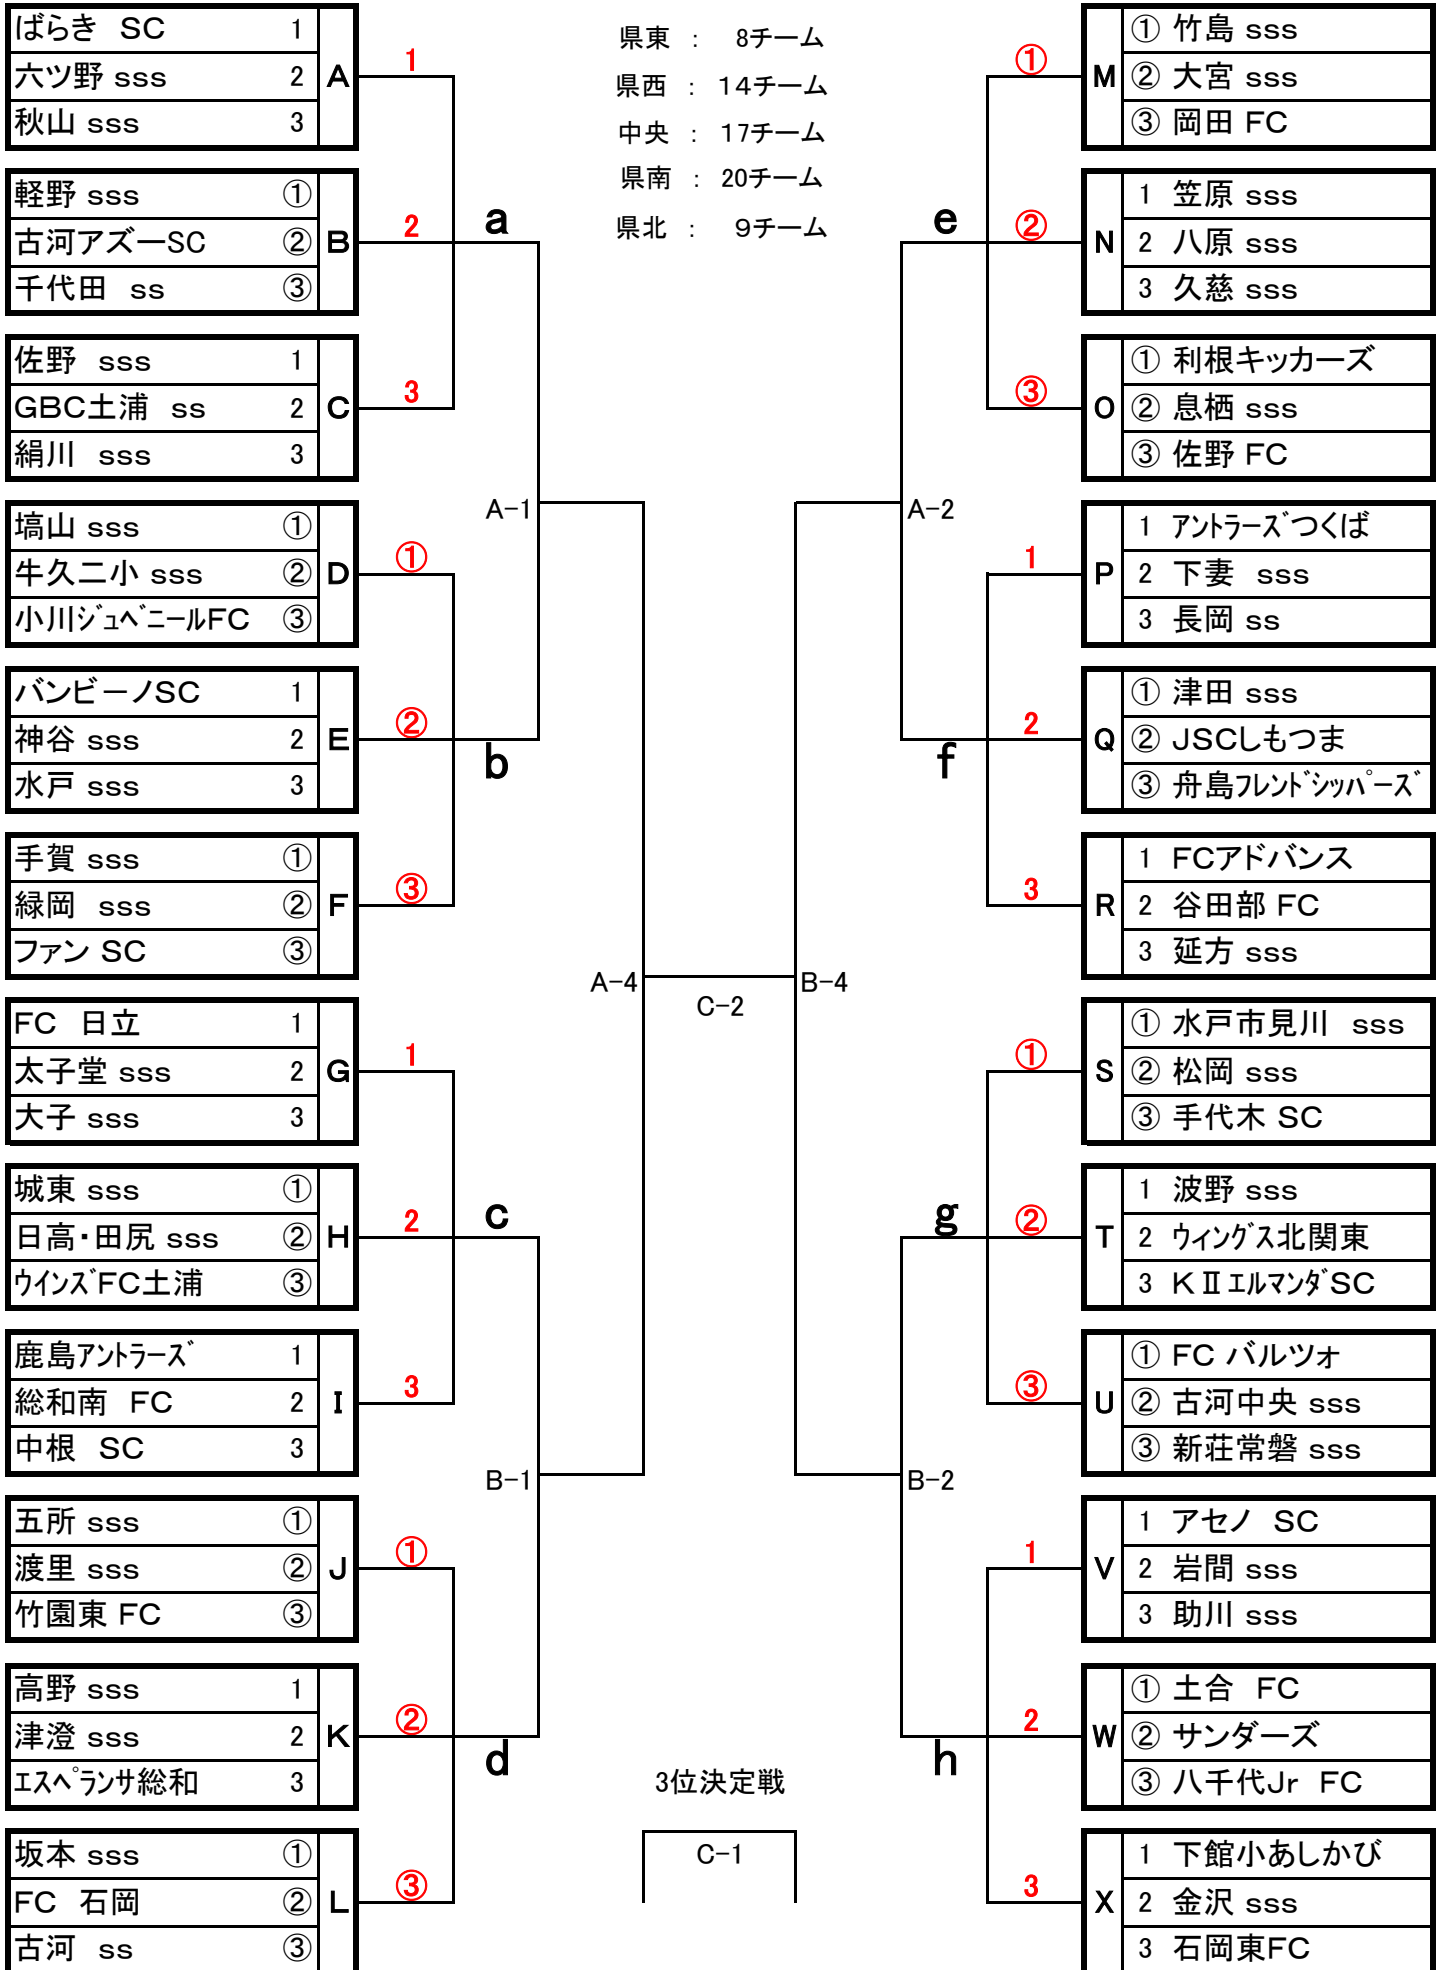 ばらき SC 1
六ツ野 sss 2
秋山 sss 3
A
1
軽野 sss ①
古河アズーSC ②
千代田 ss ③
B
2
a
佐野 sss 1
GBC土浦 ss 2
絹川 sss 3
C
3
A-1
塙山 sss ①
牛久二小 sss ②
小川ジュベニールFC ③
D
①
バンビーノSC 1
神谷 sss 2
水戸 sss 3
E
②
b
手賀 sss ①
緑岡 sss ②
ファン SC ③
F
③
A-4
FC 日立 1
太子堂 sss 2
大子 sss 3
G
1
城東 sss ①
日高・田尻 sss ②
ウインズFC土浦 ③
H
2
c
鹿島アントラーズ 1
総和南 FC 2
中根 SC 3
I
3
B-1
五所 sss ①
渡里 sss ②
竹園東 FC ③
J
①
高野 sss 1
津澄 sss 2
エスペランサ総和 3
K
②
d
坂本 sss ①
FC 石岡 ②
古河 ss ③
L
③
県東 : 8チーム
県西 : 14チーム
中央 : 17チーム
県南 : 20チーム
県北 : 9チーム
C-2
3位決定戦
C-1
①
M
① 竹島 sss
② 大宮 sss
③ 岡田 FC
e
②
N
1 笠原 sss
2 八原 sss
3 久慈 sss
③
O
① 利根キッカーズ
② 息栖 sss
③ 佐野 FC
A-2
1
P
1 アントラーズつくば
2 下妻 sss
3 長岡 ss
f
2
Q
① 津田 sss
② JSCしもつま
③ 舟島フレンドシッパーズ
3
R
1 FCアドバンス
2 谷田部 FC
3 延方 sss
B-4
①
S
① 水戸市見川 sss
② 松岡 sss
③ 手代木 SC
g
②
T
1 波野 sss
2 ウィングス北関東
3 KⅡエルマンダSC
③
U
① FC バルツォ
② 古河中央 sss
③ 新荘常磐 sss
B-2
1
V
1 アセノ SC
2 岩間 sss
3 助川 sss
h
2
W
① 土合 FC
② サンダーズ
③ 八千代Jr FC
3
X
1 下館小あしかび
2 金沢 sss
3 石岡東FC